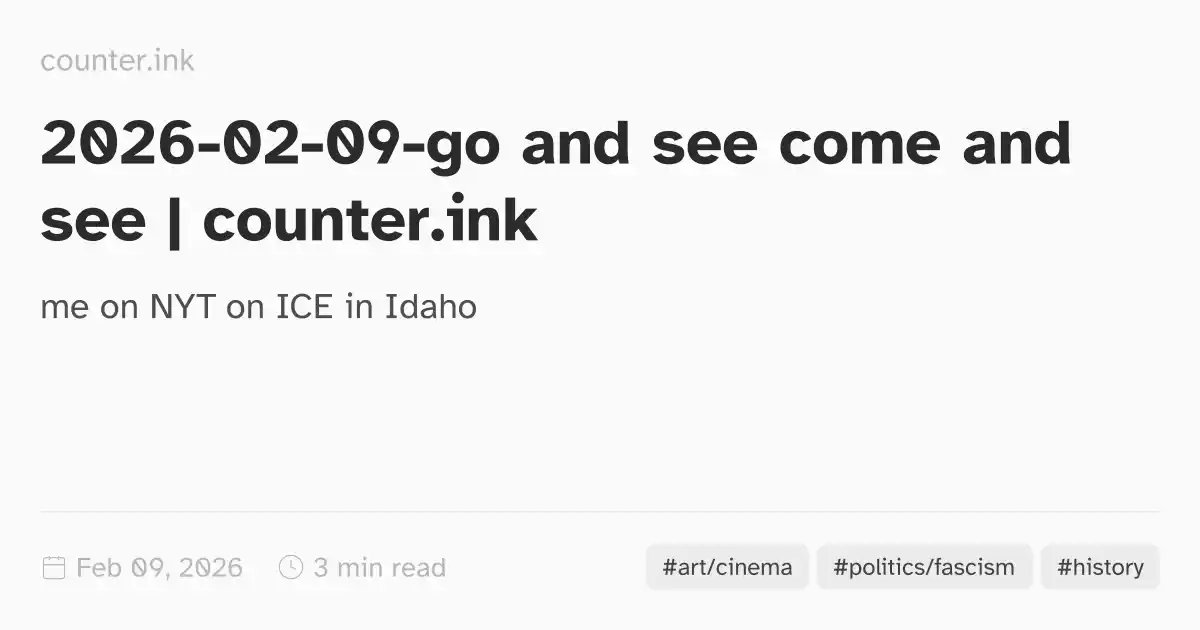 counter.ink
2026-02-09-go and see come and
see | counter.ink
me on NYT on ICE in Idaho
Feb 09, 2026 3 min read #art/cinema #politics/fascism #history